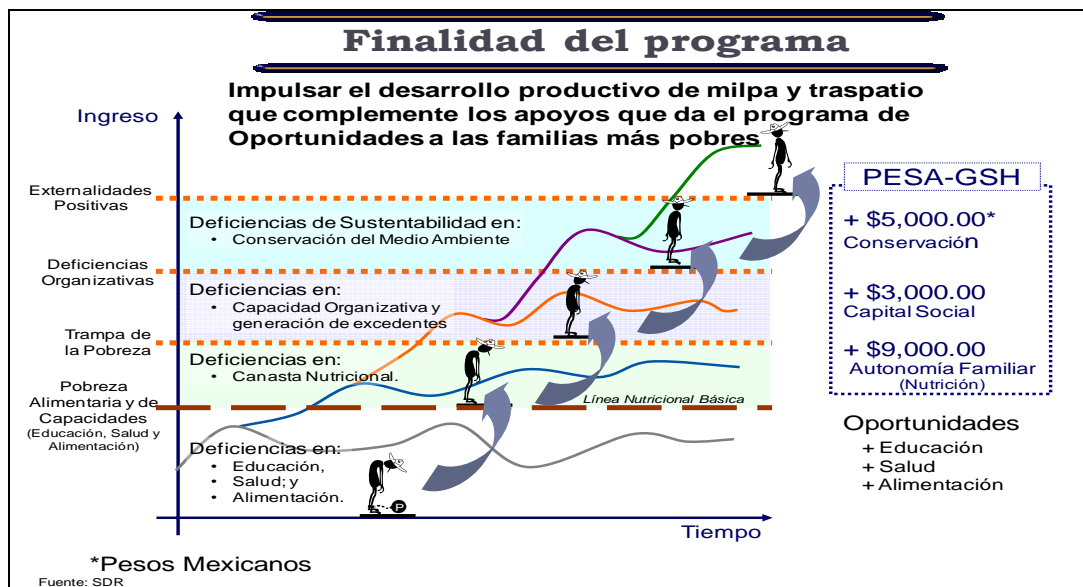 Finalidad del programa
Impulsar el desarrollo productivo de milpa y traspatio
que complemente los apoyos que da el programa de
Oportunidades a las familias más pobres
Ingreso
Externalidades
Positivas
Deficiencias de Sustentabilidad en:
• Conservación del Medio Ambiente
Deficiencias
Organizativas
Deficiencias en:
• Capacidad Organizativa y
generación de excedentes
Trampa de
la Pobreza
Deficiencias en:
• Canasta Nutricional.
Pobreza
Alimentaria y de
Capacidades
(Educación, Salud y
Alimentación)
Línea Nutricional Básica
Deficiencias en:
• Educación,
• Salud; y
• Alimentación.
P
Tiempo
PESA-GSH
+ $5,000.00*
Conservación
+ $3,000.00
Capital Social
+ $9,000.00
Autonomía Familiar
(Nutrición)
Oportunidades
+ Educación
+ Salud
+ Alimentación
*Pesos Mexicanos
Fuente: SDR